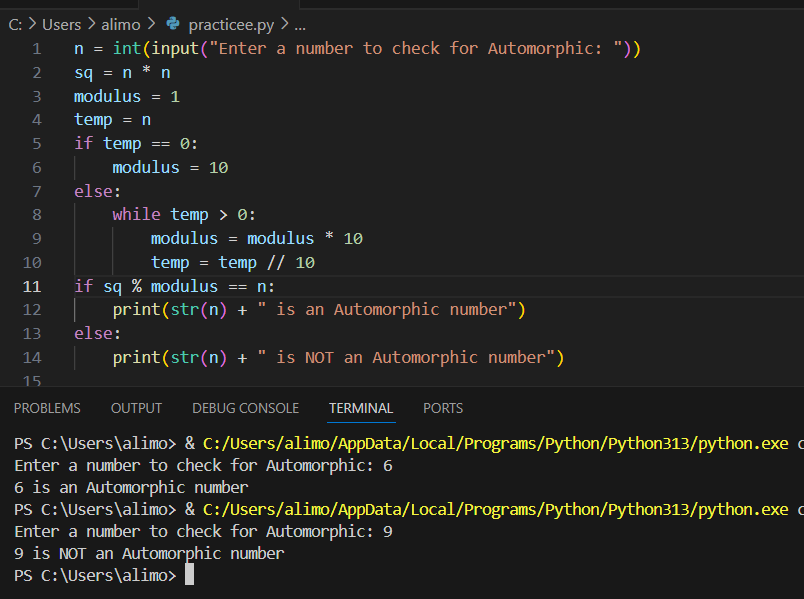 C: > Users > alimo > practicee.py > ...
1 n = int(input("Enter a number to check for Automorphic: "))
2 sq = n * n
3 modulus = 1
4 temp = n
5 if temp == 0:
6     modulus = 10
7 else:
8     while temp > 0:
9         modulus = modulus * 10
10         temp = temp // 10
11 if sq % modulus == n:
12     print(str(n) + " is an Automorphic number")
13 else:
14     print(str(n) + " is NOT an Automorphic number")
15
PROBLEMS OUTPUT DEBUG CONSOLE TERMINAL PORTS
PS C:\Users\alimo> & C:/Users/alimo/AppData/Local/Programs/Python/Python313/python.exe c
Enter a number to check for Automorphic: 6
6 is an Automorphic number
PS C:\Users\alimo> & C:/Users/alimo/AppData/Local/Programs/Python/Python313/python.exe c
Enter a number to check for Automorphic: 9
9 is NOT an Automorphic number
PS C:\Users\alimo>